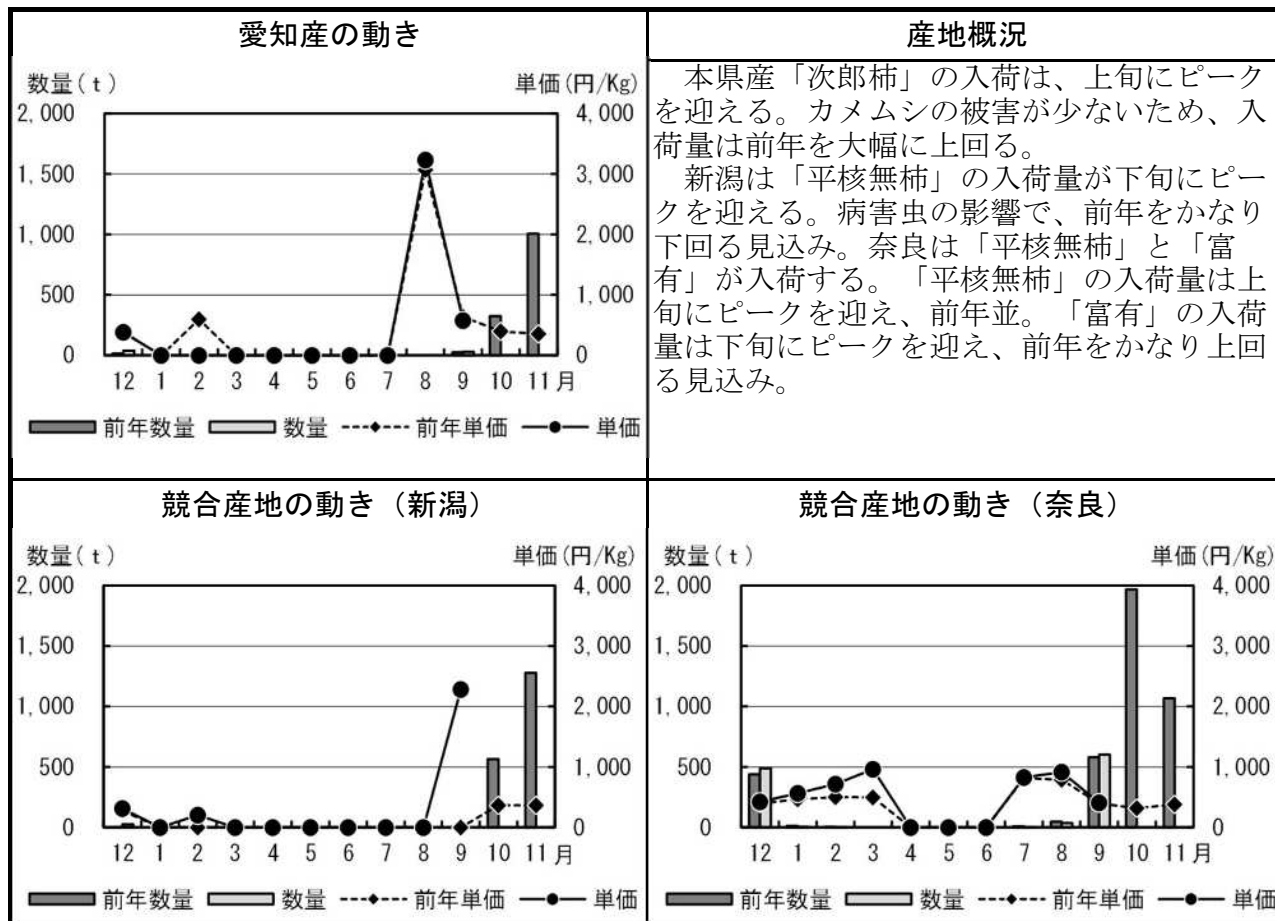 愛知産の動き
数量(t)
単価(円/Kg)
2,000
1,500
1,000
500
0
4,000
3,000
2,000
1,000
0
12 1 2 3 4 5 6 7 8 9 10 11 月
前年数量 数量 前年単価 単価
産地概況
本県産「次郎柿」の入荷は、上旬にピーク
を迎える。カメムシの被害が少ないため、入
荷量は前年を大幅に上回る。
新潟は「平核無柿」の入荷量が下旬にピー
クを迎える。病害虫の影響で、前年をかなり
下回る見込み。奈良は「平核無柿」と「富
有」が入荷する。「平核無柿」の入荷量は上
旬にピークを迎え、前年並。「富有」の入荷
量は下旬にピークを迎え、前年をかなり上回
る見込み。
競合産地の動き（新潟）
数量(t)
単価(円/Kg)
2,000
1,500
1,000
500
0
4,000
3,000
2,000
1,000
0
12 1 2 3 4 5 6 7 8 9 10 11 月
前年数量 数量 前年単価 単価
競合産地の動き（奈良）
数量(t)
単価(円/Kg)
2,000
1,500
1,000
500
0
4,000
3,000
2,000
1,000
0
12 1 2 3 4 5 6 7 8 9 10 11 月
前年数量 数量 前年単価 単価